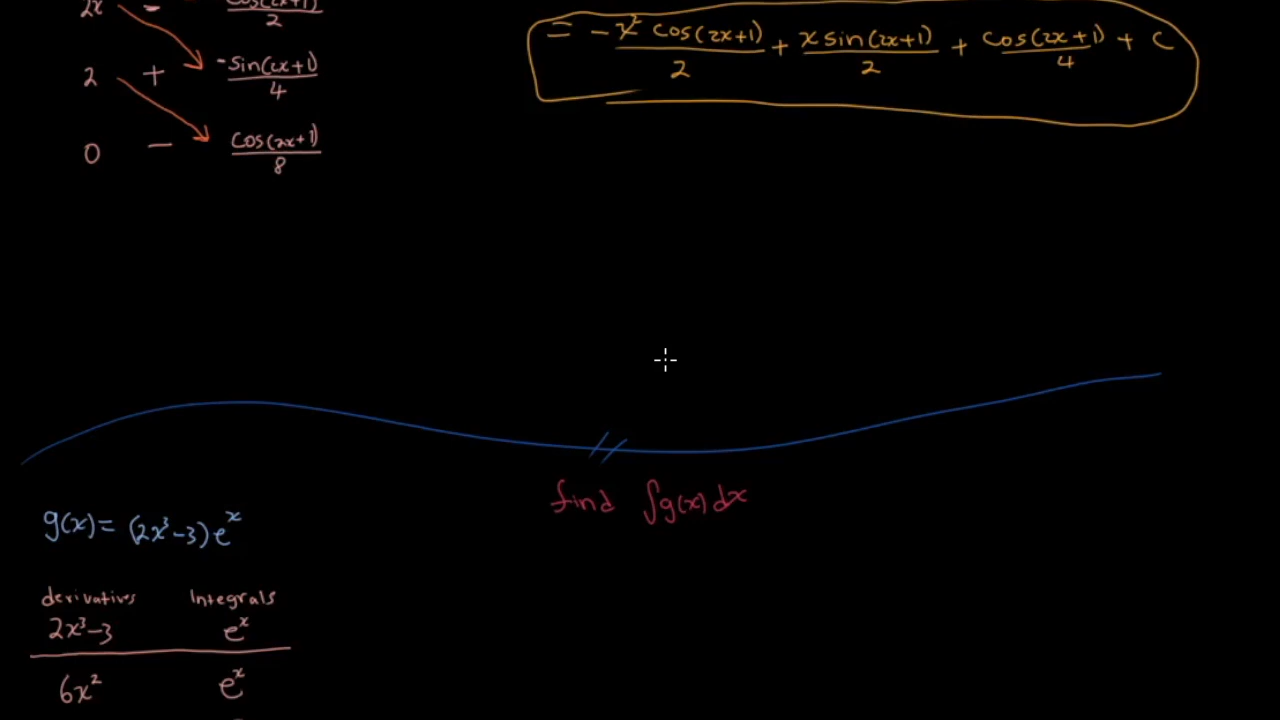 2x - cos(2x+1)/2
= - x² cos(2x+1)/2 + x sin(2x+1)/2 + cos(2x+1)/4 + C
2 + -sin(2x+1)/4
0 - cos(2x+1)/8
find ∫g(x)dx
g(x)= (2x³-3)eˣ
derivatives Integrals
2x³-3 eˣ
6x² eˣ